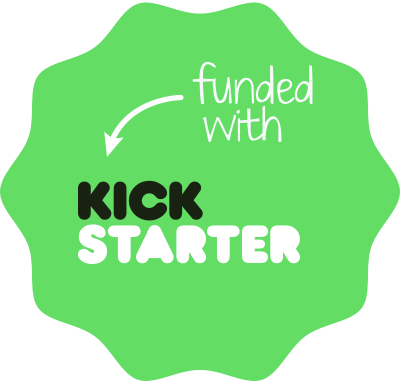 funded
with
KICK
STARTER